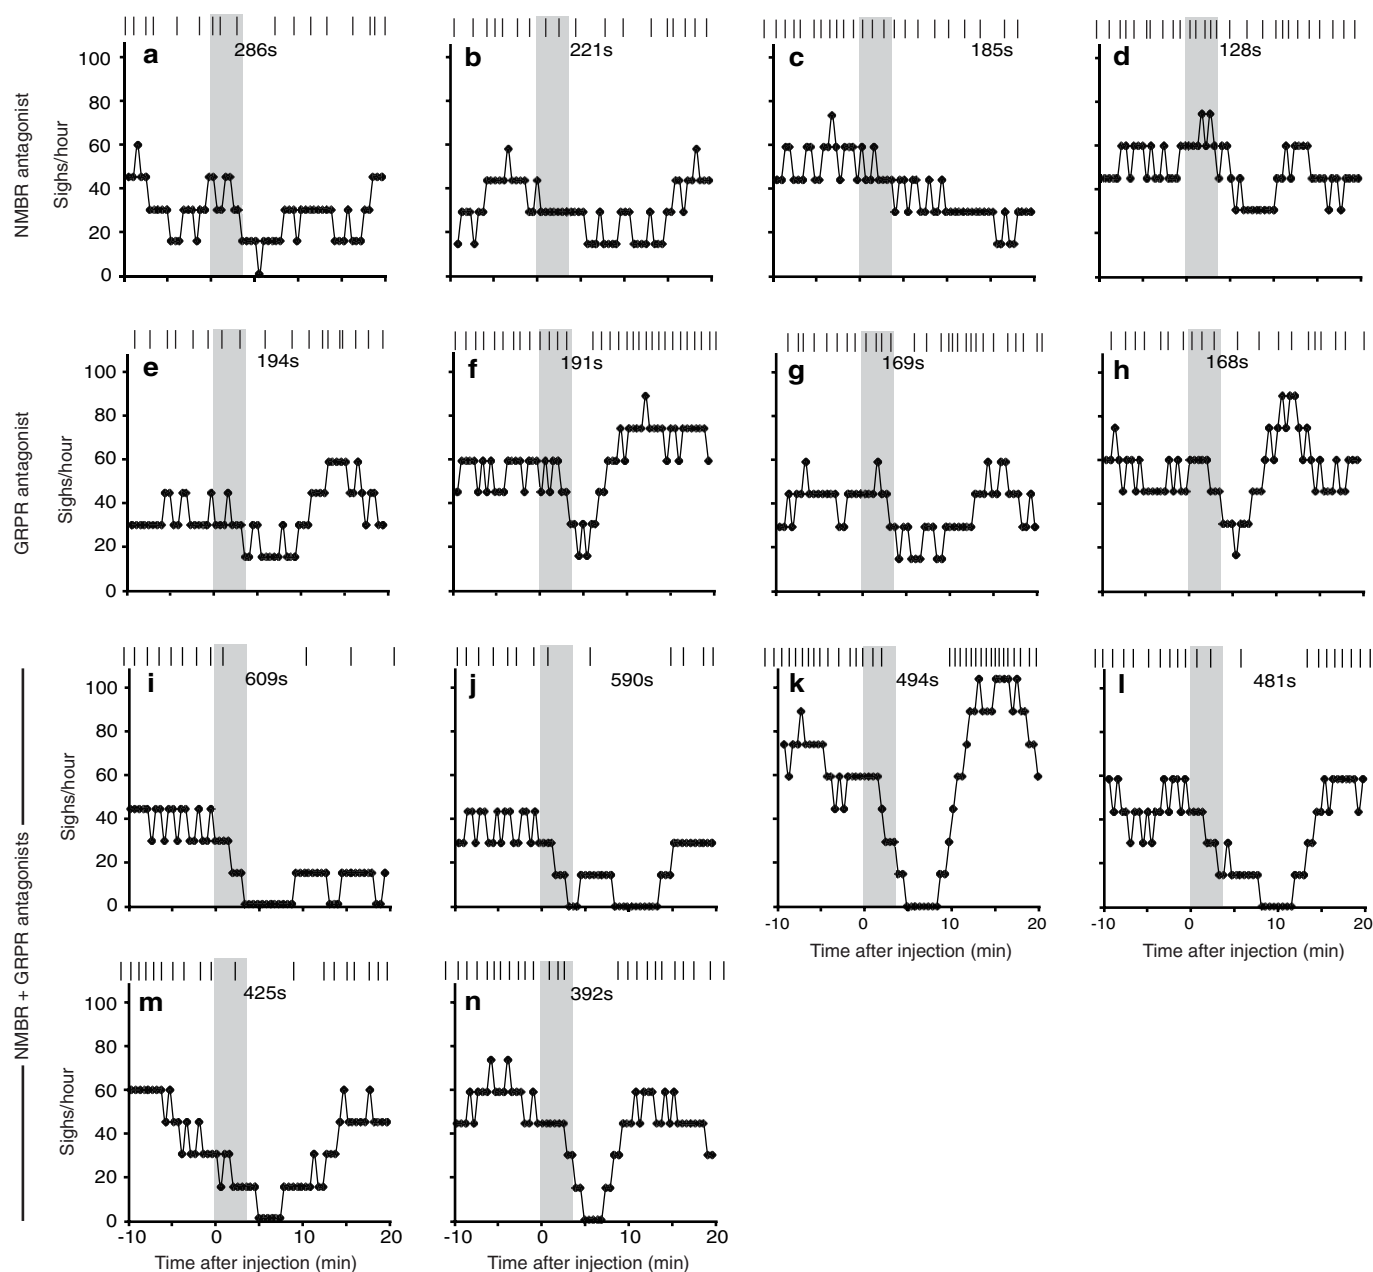 a
286s
b
221s
c
185s
d
128s
NMBR antagonist
Sighs/hour
100
80
60
40
20
0
e
194s
f
191s
g
169s
h
168s
GRPR antagonist
Sighs/hour
100
80
60
40
20
0
i
609s
j
590s
k
494s
l
481s
NMBR + GRPR antagonists
Sighs/hour
100
80
60
40
20
0
-10 0 10 20
Time after injection (min)
-10 0 10 20
Time after injection (min)
m
425s
n
392s
Sighs/hour
100
80
60
40
20
0
-10 0 10 20
Time after injection (min)
-10 0 10 20
Time after injection (min)